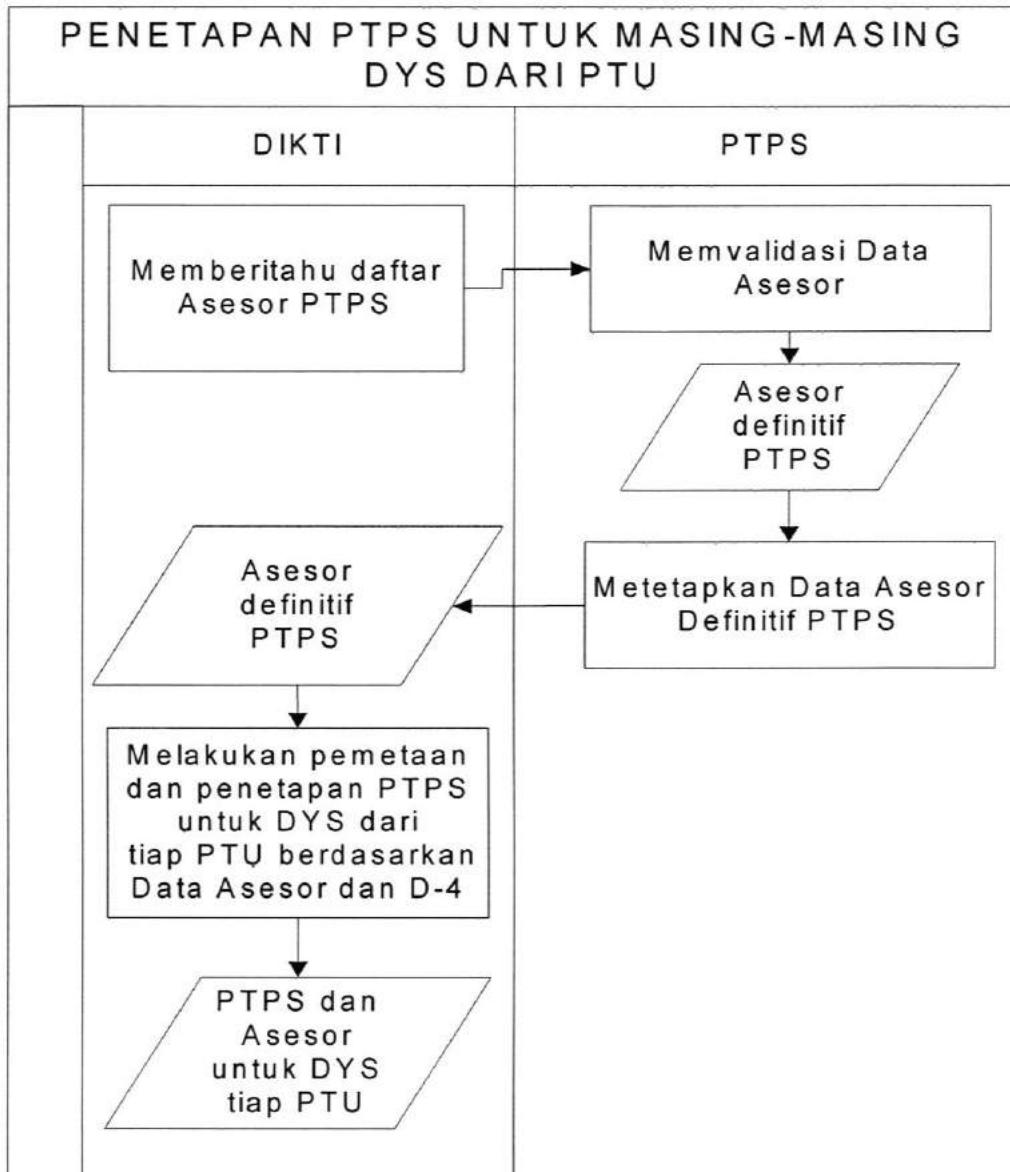 PENETAPAN PTPS UNTUK MASING-MASING
DYS DARI PTU
DIKTI
PTPS
Memberitahu daftar
Asesor PTPS
Memvalidasi Data
Asesor
Asesor
definitif
PTPS
Metetapkan Data Asesor
Definitif PTPS
Asesor
definitif
PTPS
Melakukan pemetaan
dan penetapan PTPS
untuk DYS dari
tiap PTU berdasarkan
Data Asesor dan D-4
PTPS dan
Asesor
untuk DYS
tiap PTU